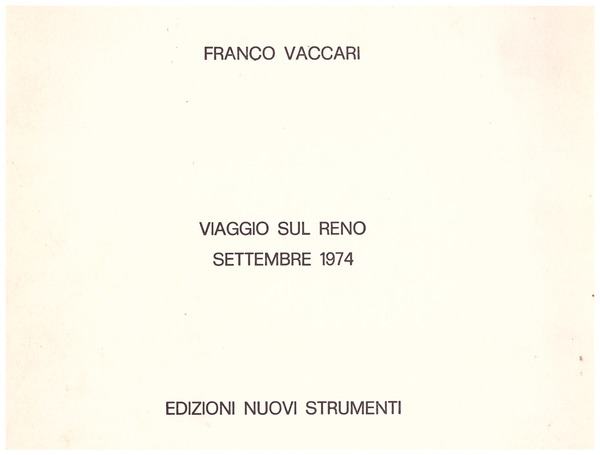 FRANCO VACCARI
VIAGGIO SUL RENO
SETTEMBRE 1974
EDIZIONI NUOVI STRUMENTI